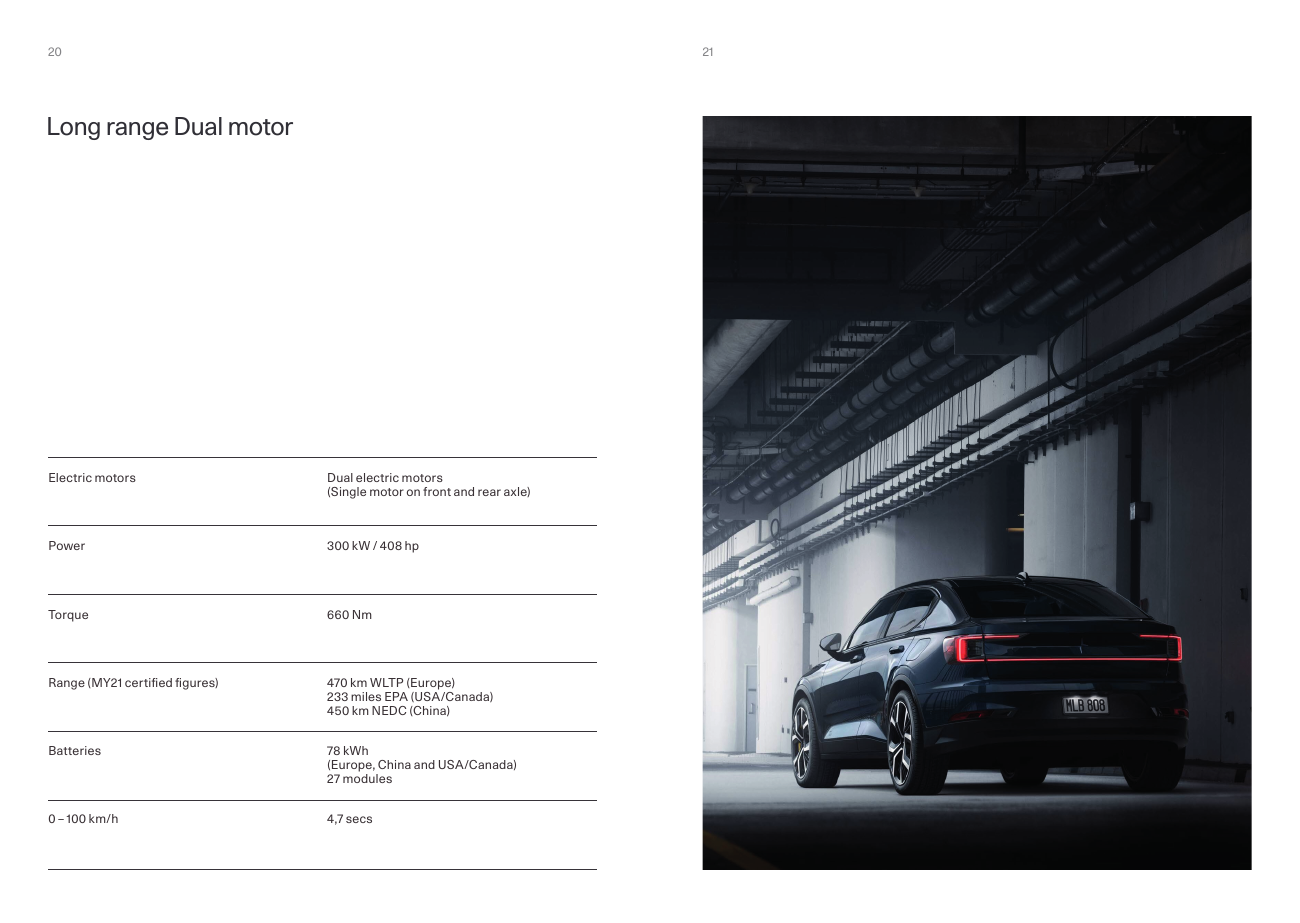 20
21
Long range Dual motor
Electric motors
Dual electric motors
(Single motor on front and rear axle)
Power
300 kW / 408 hp
Torque
660 Nm
Range (MY21 certified figures)
470 km WLTP (Europe)
233 miles EPA (USA/Canada)
450 km NEDC (China)
Batteries
78 kWh
(Europe, China and USA/Canada)
27 modules
0 – 100 km/h
4,7 secs
MLB 808